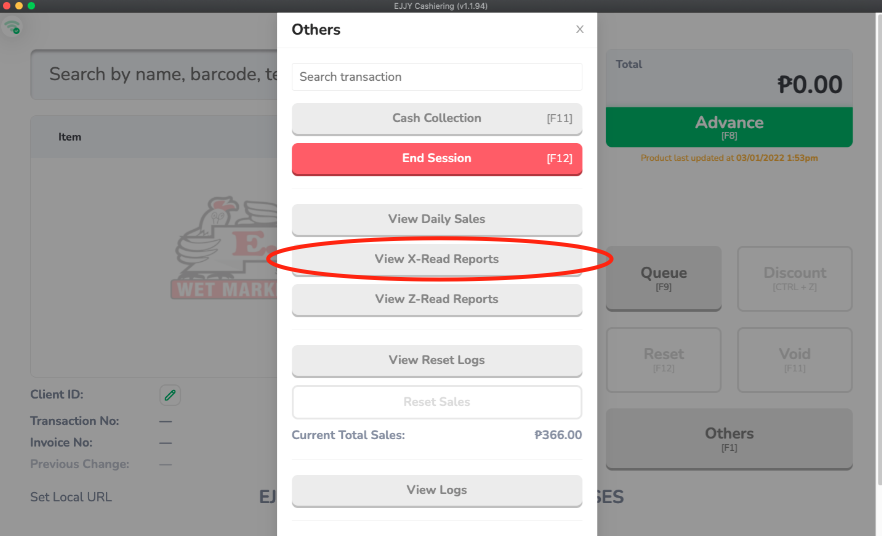 EJJY Cashiering (v1.1.94)
Others
Search by name, barcode, te
Search transaction
Total
₱0.00
Cash Collection [F11]
Advance
[F8]
End Session [F12]
Product last updated at 03/01/2022 1:53pm
Item
View Daily Sales
View X-Read Reports
View Z-Read Reports
E
WET MARK
Queue
[F9]
Discount
[CTRL + Z]
View Reset Logs
Reset
[F12]
Void
[F11]
Reset Sales
Client ID:
Transaction No: —
Invoice No: —
Previous Change: —
Current Total Sales: ₱366.00
Others
[F1]
View Logs
Set Local URL
EJ
SES